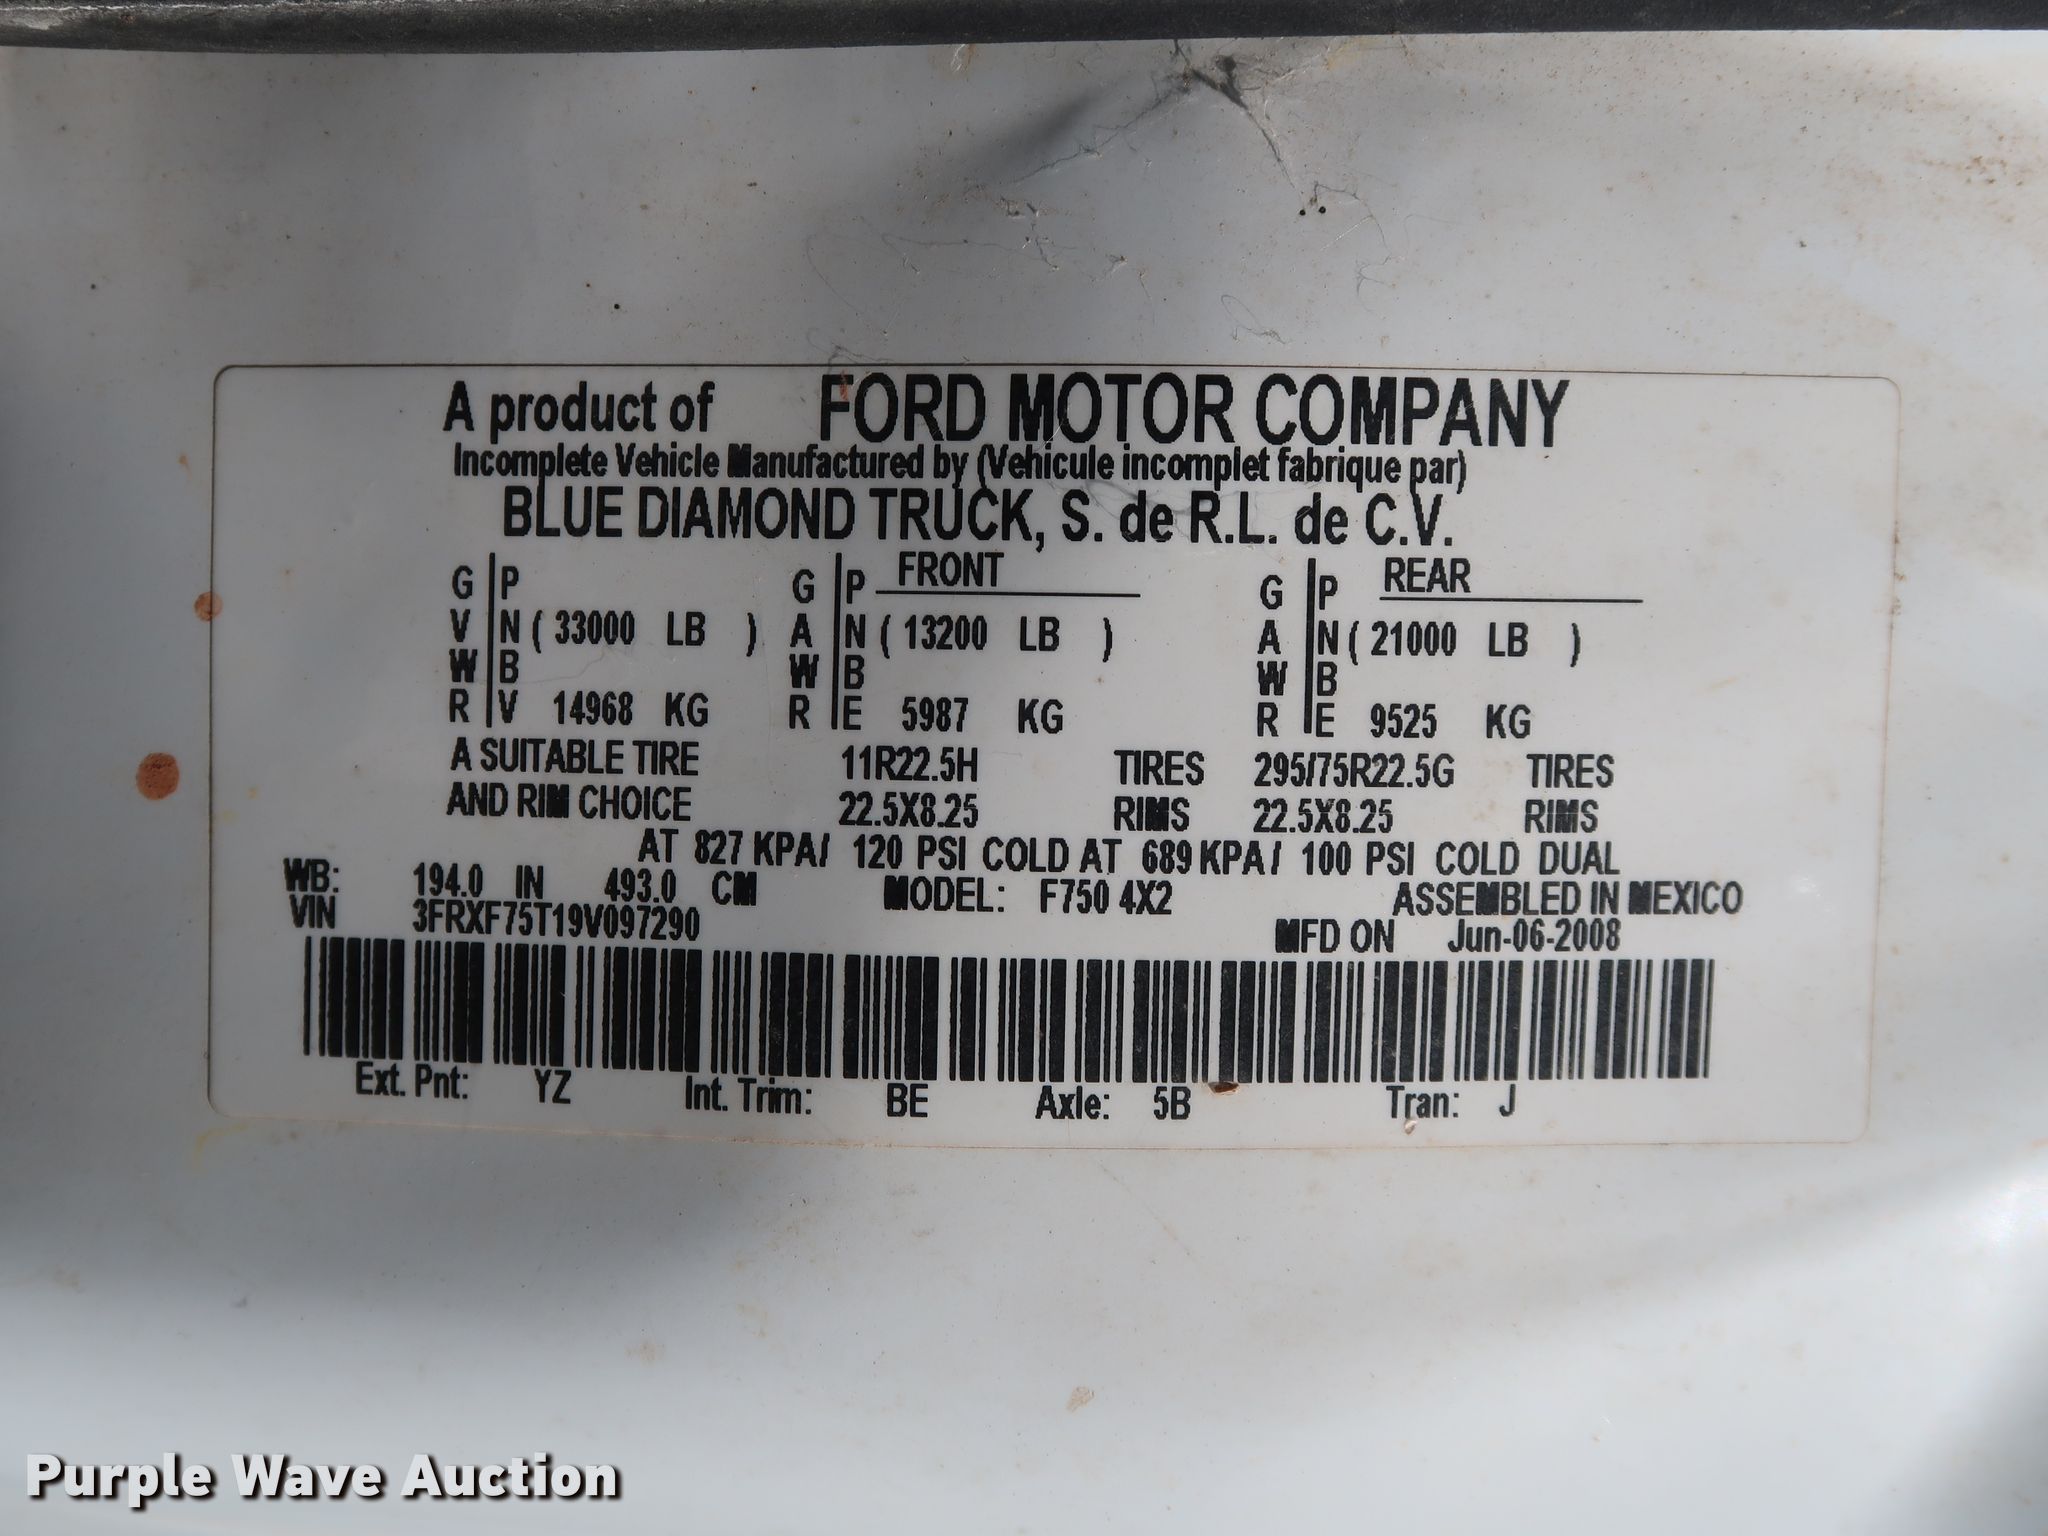 A product of FORD MOTOR COMPANY
Incomplete Vehicle Manufactured by (Vehicule incomplet fabrique par)
BLUE DIAMOND TRUCK, S. de R.L. de C.V.
G P G P FRONT G P REAR
V N ( 33000 LB ) A N ( 13200 LB ) A N ( 21000 LB )
W B W B W B
R V 14968 KG R E 5987 KG R E 9525 KG
A SUITABLE TIRE 11R22.5H TIRES 295/75R22.5G TIRES
AND RIM CHOICE 22.5X8.25 RIMS 22.5X8.25 RIMS
AT 827 KPA/ 120 PSI COLD AT 689 KPA/ 100 PSI COLD DUAL
WB: 194.0 IN 493.0 CM MODEL: F750 4X2 ASSEMBLED IN MEXICO
VIN 3FRXF75T19V097290 MFD ON Jun-06-2008
Ext. Pnt: YZ Int. Trim: BE Axle: 5B Tran: J
Purple Wave Auction